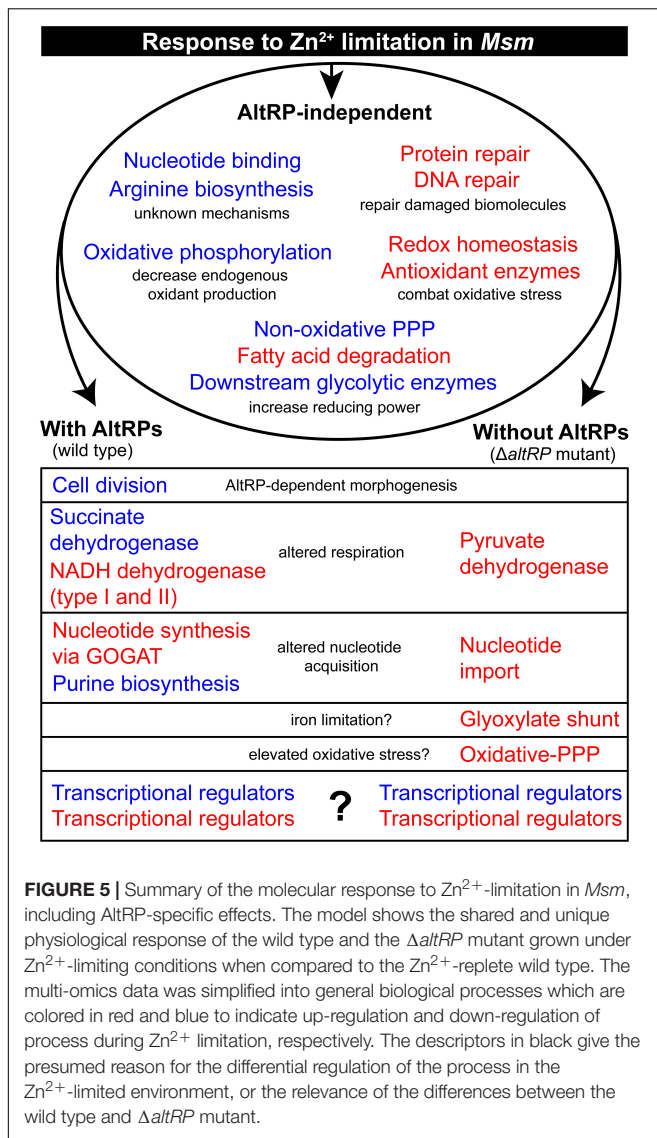 Response to Zn²⁺ limitation in Msm
AltRP-independent
Nucleotide binding
Arginine biosynthesis
unknown mechanisms
Protein repair
DNA repair
repair damaged biomolecules
Oxidative phosphorylation
decrease endogenous
oxidant production
Redox homeostasis
Antioxidant enzymes
combat oxidative stress
Non-oxidative PPP
Fatty acid degradation
Downstream glycolytic enzymes
increase reducing power
With AltRPs
(wild type)
Without AltRPs
(ΔaltRP mutant)
Cell division
AltRP-dependent morphogenesis
Succinate
dehydrogenase
NADH dehydrogenase
(type I and II)
altered respiration
Pyruvate
dehydrogenase
Nucleotide synthesis
via GOGAT
Purine biosynthesis
altered nucleotide
acquisition
Nucleotide
import
iron limitation?
Glyoxylate shunt
elevated oxidative stress?
Oxidative-PPP
Transcriptional regulators
Transcriptional regulators
?
Transcriptional regulators
Transcriptional regulators
FIGURE 5 | Summary of the molecular response to Zn²⁺-limitation in Msm,
including AltRP-specific effects. The model shows the shared and unique
physiological response of the wild type and the ΔaltRP mutant grown under
Zn²⁺-limiting conditions when compared to the Zn²⁺-replete wild type. The
multi-omics data was simplified into general biological processes which are
colored in red and blue to indicate up-regulation and down-regulation of
process during Zn²⁺ limitation, respectively. The descriptors in black give the
presumed reason for the differential regulation of the process in the
Zn²⁺-limited environment, or the relevance of the differences between the
wild type and ΔaltRP mutant.